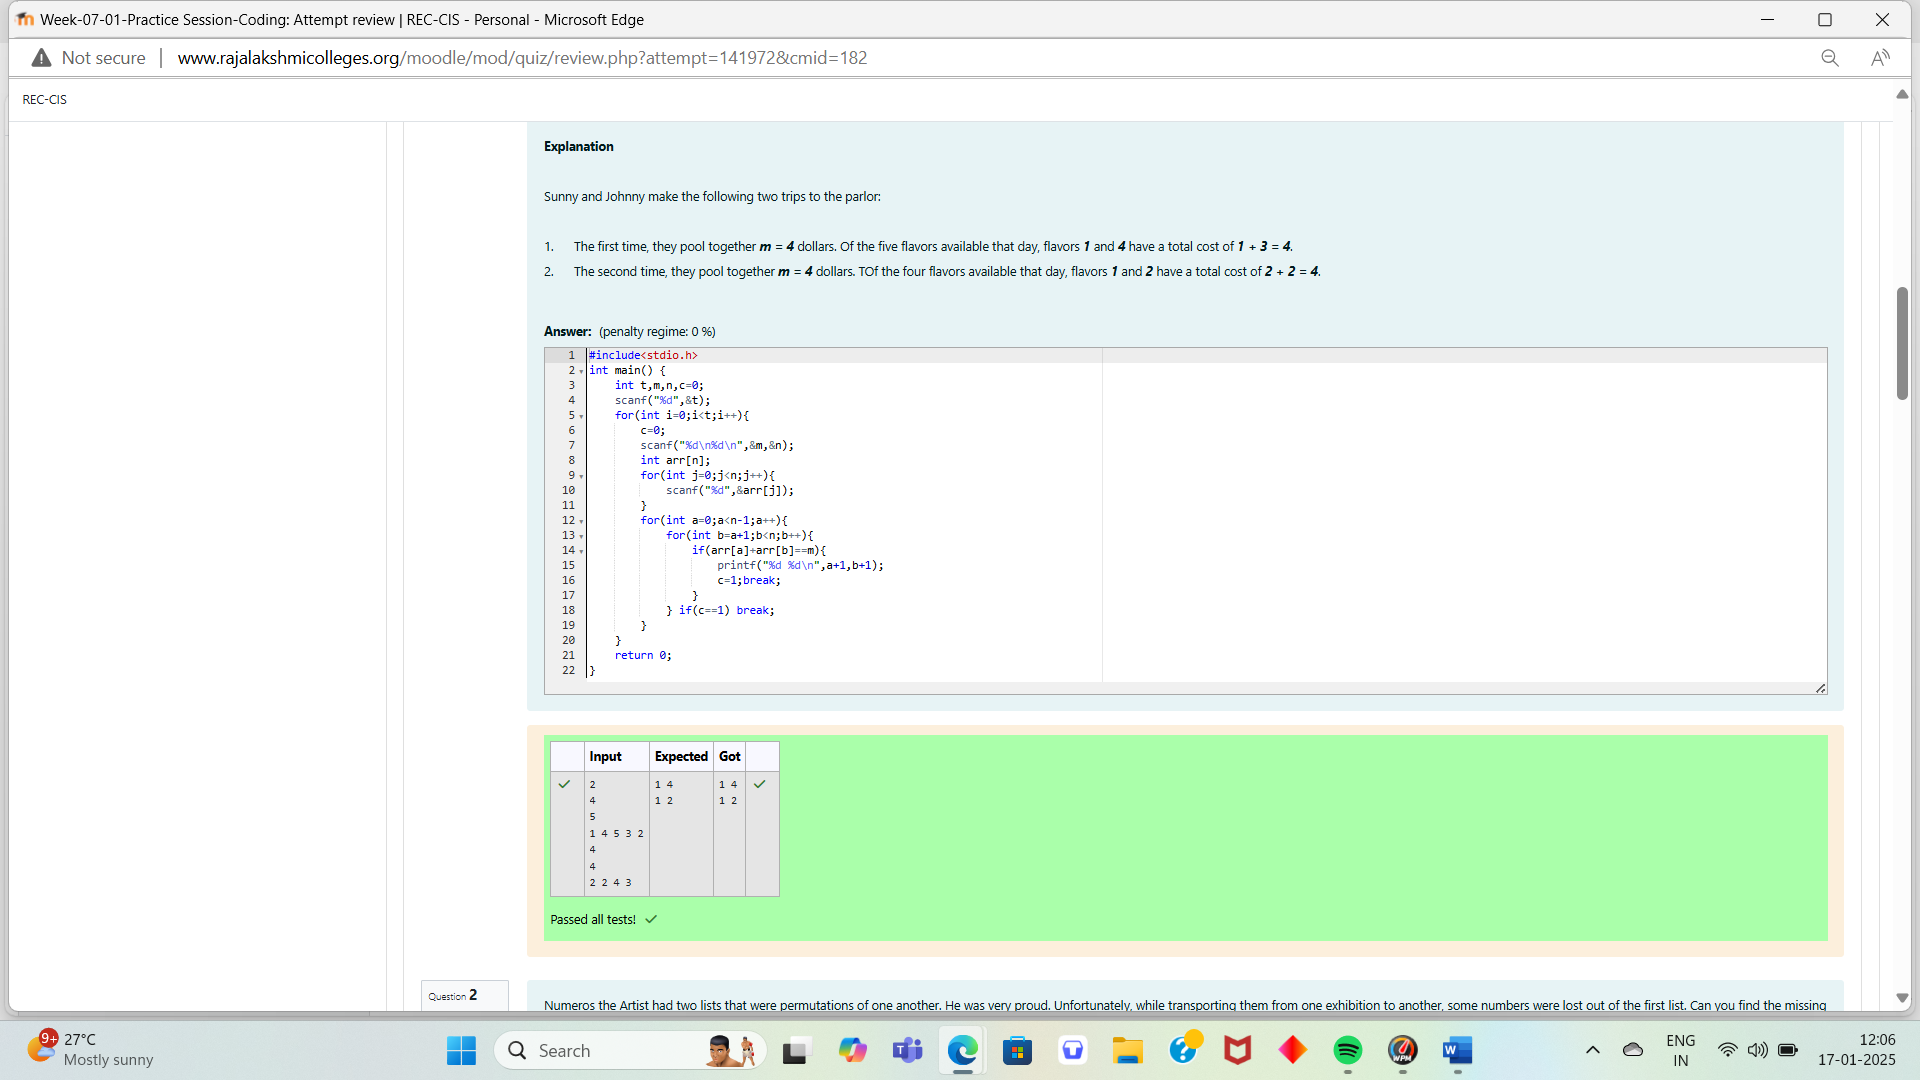 Week-07-01-Practice Session-Coding: Attempt review | REC-CIS - Personal - Microsoft Edge
Not secure | www.rajalakshmicolleges.org/moodle/mod/quiz/review.php?attempt=141972&cmid=182
REC-CIS
Explanation
Sunny and Johnny make the following two trips to the parlor:
1. The first time, they pool together m = 4 dollars. Of the five flavors available that day, flavors 1 and 4 have a total cost of 1 + 3 = 4.
2. The second time, they pool together m = 4 dollars. TOf the four flavors available that day, flavors 1 and 2 have a total cost of 2 + 2 = 4.
Answer: (penalty regime: 0 %)
1 #include<stdio.h>
2 int main() {
3 int t,m,n,c=0;
4 scanf("%d",&t);
5 for(int i=0;i<t;i++){
6 c=0;
7 scanf("%d\n%d\n",&m,&n);
8 int arr[n];
9 for(int j=0;j<n;j++){
10 scanf("%d",&arr[j]);
11 }
12 for(int a=0;a<n-1;a++){
13 for(int b=a+1;b<n;b++){
14 if(arr[a]+arr[b]==m){
15 printf("%d %d\n",a+1,b+1);
16 c=1;break;
17 }
18 } if(c==1) break;
19 }
20 }
21 return 0;
22 }
Input Expected Got
2 1 4 1 4
4 1 2 1 2
5
1 4 5 3 2
4
4
2 2 4 3
Passed all tests!
Question 2
Numeros the Artist had two lists that were permutations of one another. He was very proud. Unfortunately, while transporting them from one exhibition to another, some numbers were lost out of the first list. Can you find the missing
9+ 27°C
Mostly sunny
Search
WPM
ENG
IN
12:06
17-01-2025